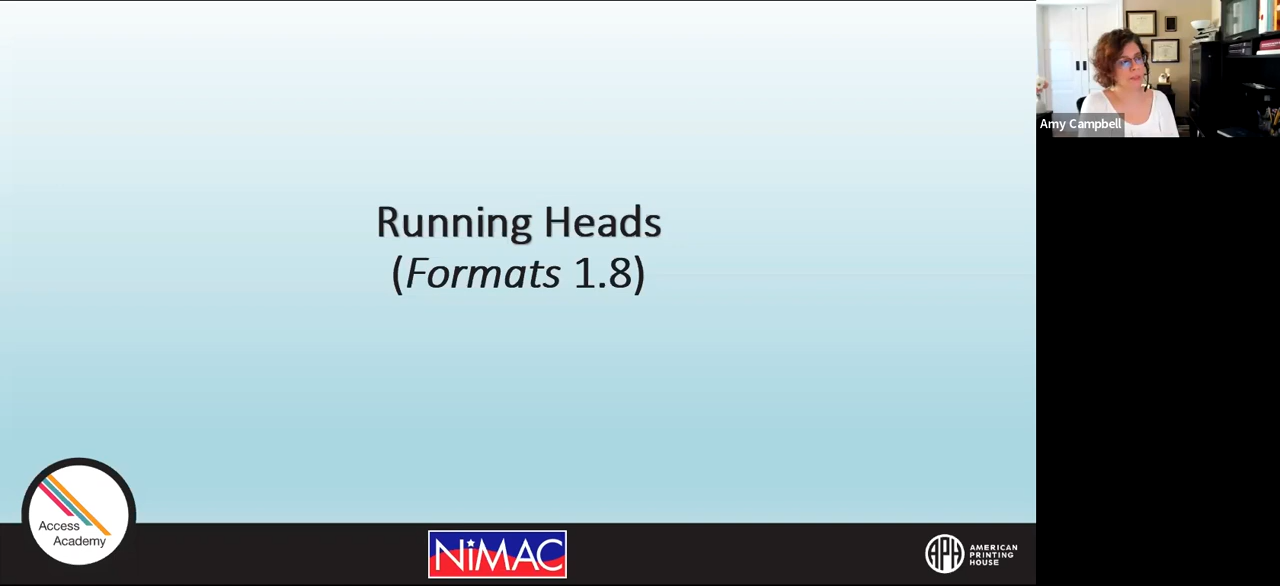 Running Heads
(Formats 1.8)
Amy Campbell
Access
Academy
NIMAC
APH
AMERICAN
PRINTING
HOUSE